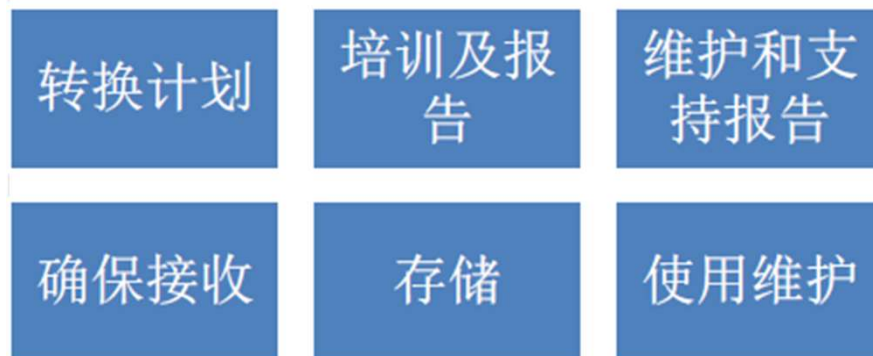 转换计划
培训及报
告
维护和支
持报告
确保接收
存储
使用维护